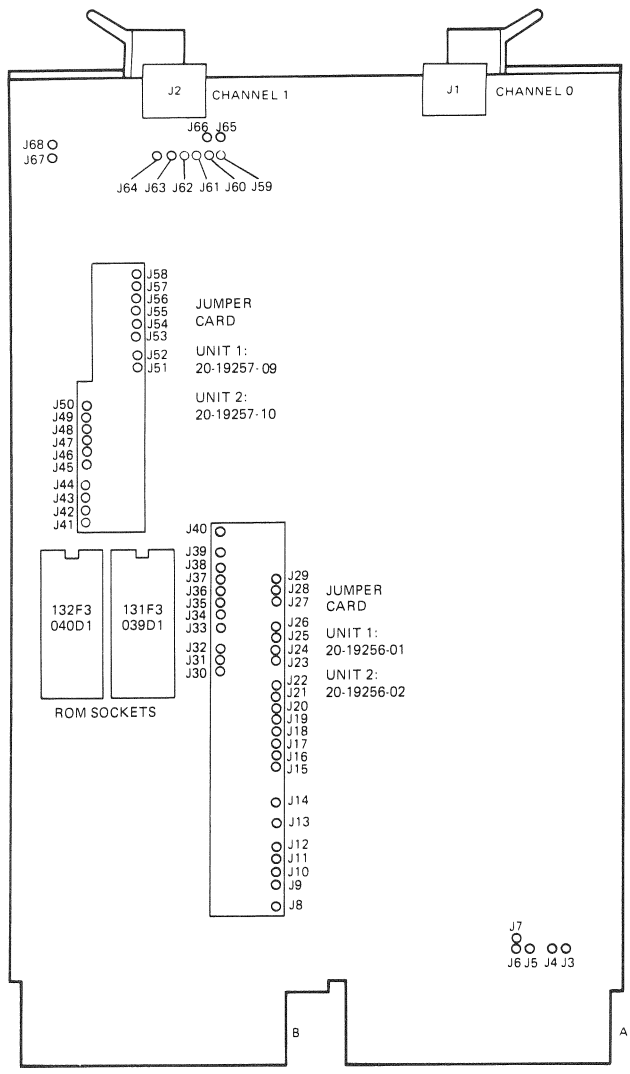 J2
CHANNEL 1
J1
CHANNEL 0
J66 J65
J68
J67
J64 J63 J62 J61 J60 J59
J58
J57
J56
J55
J54
J53
J52
J51
JUMPER
CARD
UNIT 1:
20-19257-09
UNIT 2:
20-19257-10
J50
J49
J48
J47
J46
J45
J44
J43
J42
J41
J40
J39
J38
J37
J36
J35
J34
J33
J32
J31
J30
132F3
040D1
131F3
039D1
ROM SOCKETS
J29
J28
J27
J26
J25
J24
J23
J22
J21
J20
J19
J18
J17
J16
J15
J14
J13
J12
J11
J10
J9
J8
JUMPER
CARD
UNIT 1:
20-19256-01
UNIT 2:
20-19256-02
J7
J6 J5 J4 J3
B
A